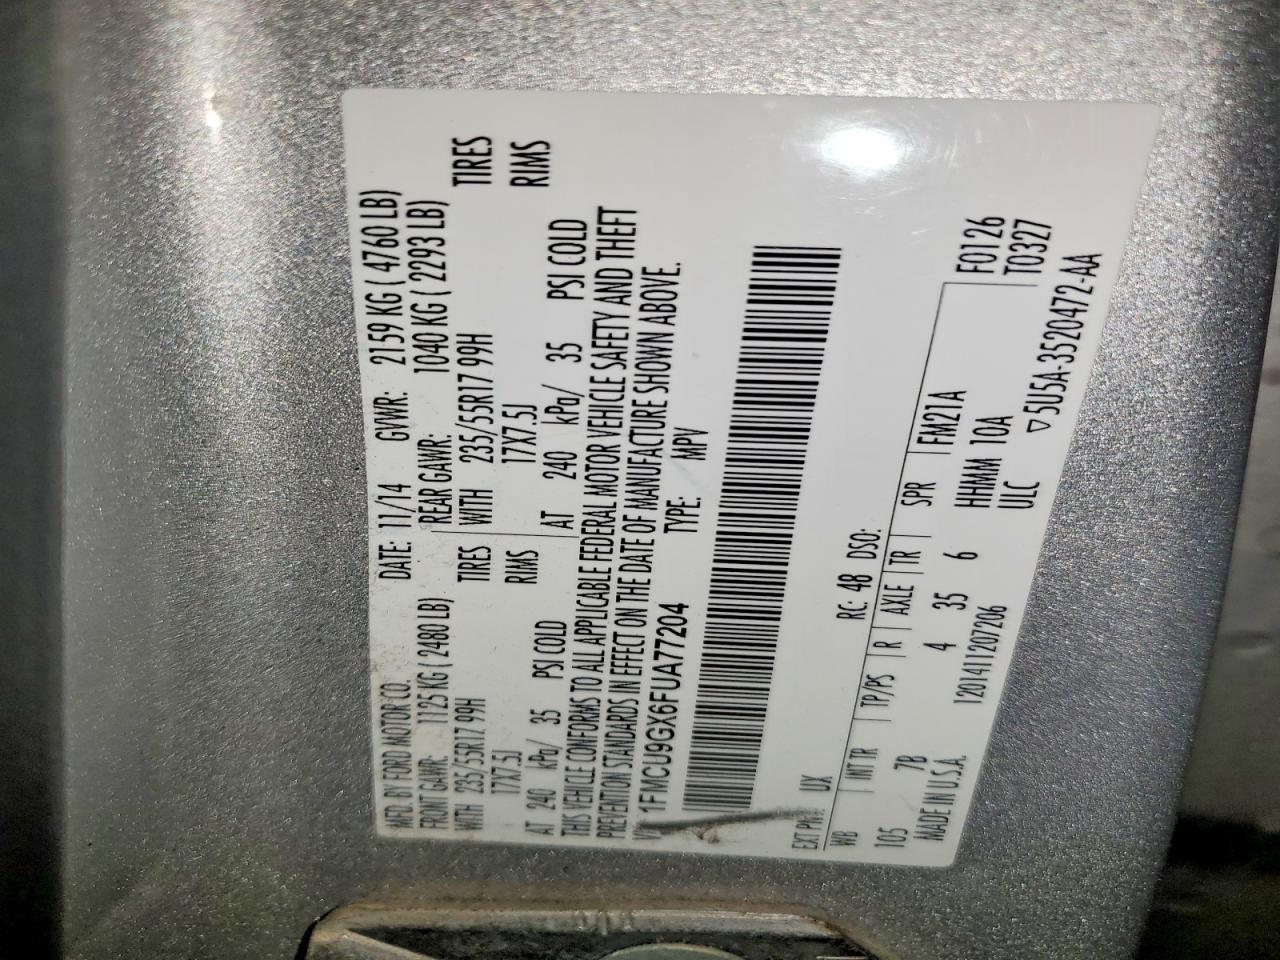 MFD. BY FORD MOTOR CO. DATE: 11/14 GVWR: 2159 KG ( 4760 LB)
FRONT GAWR: 1125 KG ( 2480 LB) REAR GAWR: 1040 KG ( 2293 LB)
WITH 235/55R17 99H TIRES WITH 235/55R17 99H TIRES
17X7.5J RIMS 17X7.5J RIMS
AT 240 kPa/ 35 PSI COLD AT 240 kPa/ 35 PSI COLD
THIS VEHICLE CONFORMS TO ALL APPLICABLE FEDERAL MOTOR VEHICLE SAFETY AND THEFT
PREVENTION STANDARDS IN EFFECT ON THE DATE OF MANUFACTURE SHOWN ABOVE.
1FMCU9GX6FUA77204 TYPE: MPV
EXT PNT: UX RC: 48 DSO:
WB INT TR TP/PS R AXLE TR SPR FM21A F0126
105 7B 4 35 6 HHMM 10A T0327
MADE IN U.S.A. 1201411207206 ULC ▽5U5A-3520472-AA